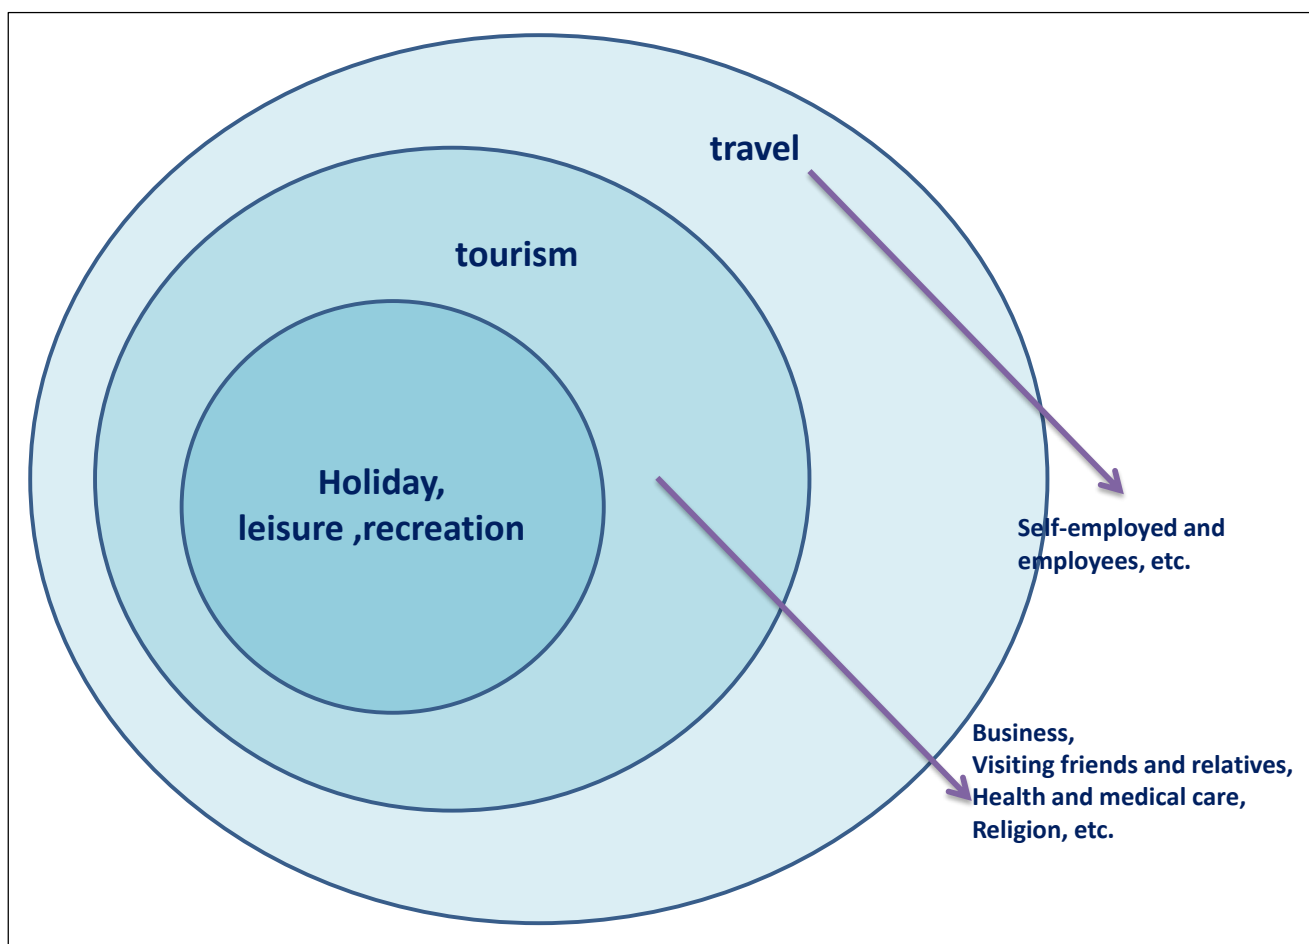 travel
tourism
Holiday,
leisure ,recreation
Self-employed and
employees, etc.
Business,
Visiting friends and relatives,
Health and medical care,
Religion, etc.